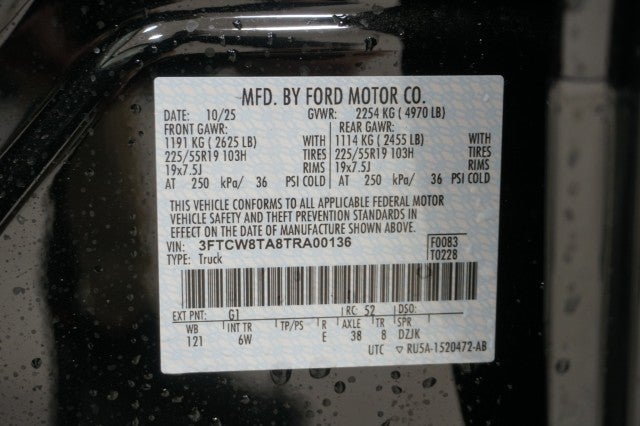 MFD. BY FORD MOTOR CO.
DATE: 10/25 GVWR: 2254 KG ( 4970 LB)
FRONT GAWR: REAR GAWR:
1191 KG ( 2625 LB) WITH 1114 KG ( 2455 LB) WITH
225/55R19 103H TIRES 225/55R19 103H TIRES
19x7.5J RIMS 19x7.5J RIMS
AT 250 kPa/ 36 PSI COLD AT 250 kPa/ 36 PSI COLD
THIS VEHICLE CONFORMS TO ALL APPLICABLE FEDERAL MOTOR
VEHICLE SAFETY AND THEFT PREVENTION STANDARDS IN
EFFECT ON THE DATE OF MANUFACTURE SHOWN ABOVE.
VIN: 3FTCW8TA8TRA00136 F0083
TYPE: Truck T0228
EXT PNT: G1 RC: 52 DSO:
WB INT TR TP/PS R AXLE TR SPR
121 6W E 38 8 DZJK
UTC ▽ RU5A-1520472-AB